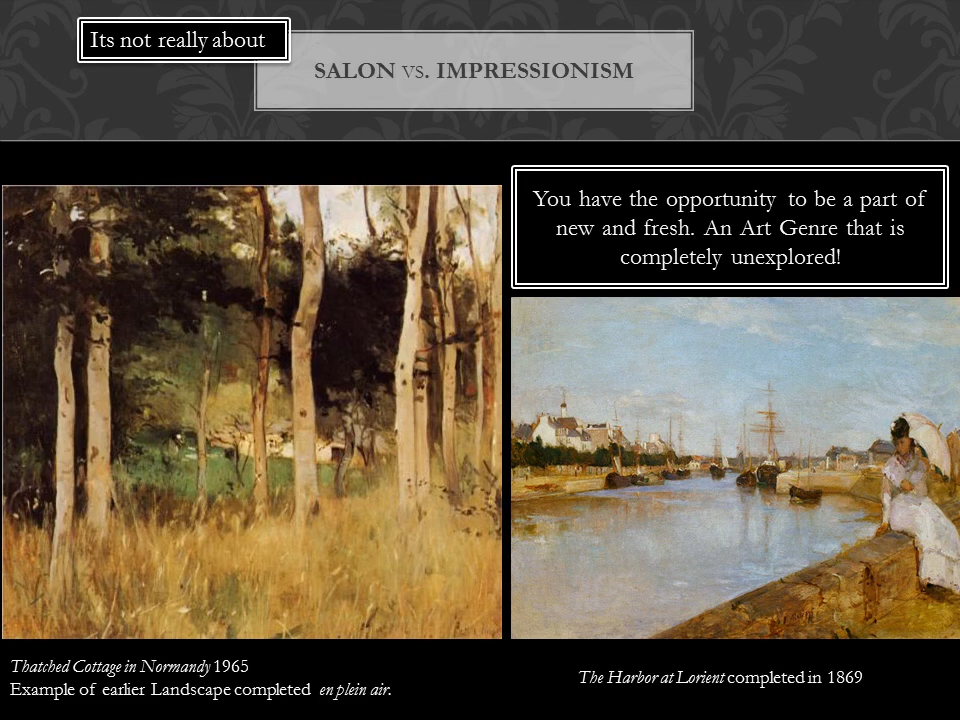 Its not really about
SALON VS. IMPRESSIONISM
You have the opportunity to be a part of
new and fresh. An Art Genre that is
completely unexplored!
Thatched Cottage in Normandy 1965
Example of earlier Landscape completed en plein air.
The Harbor at Lorient completed in 1869